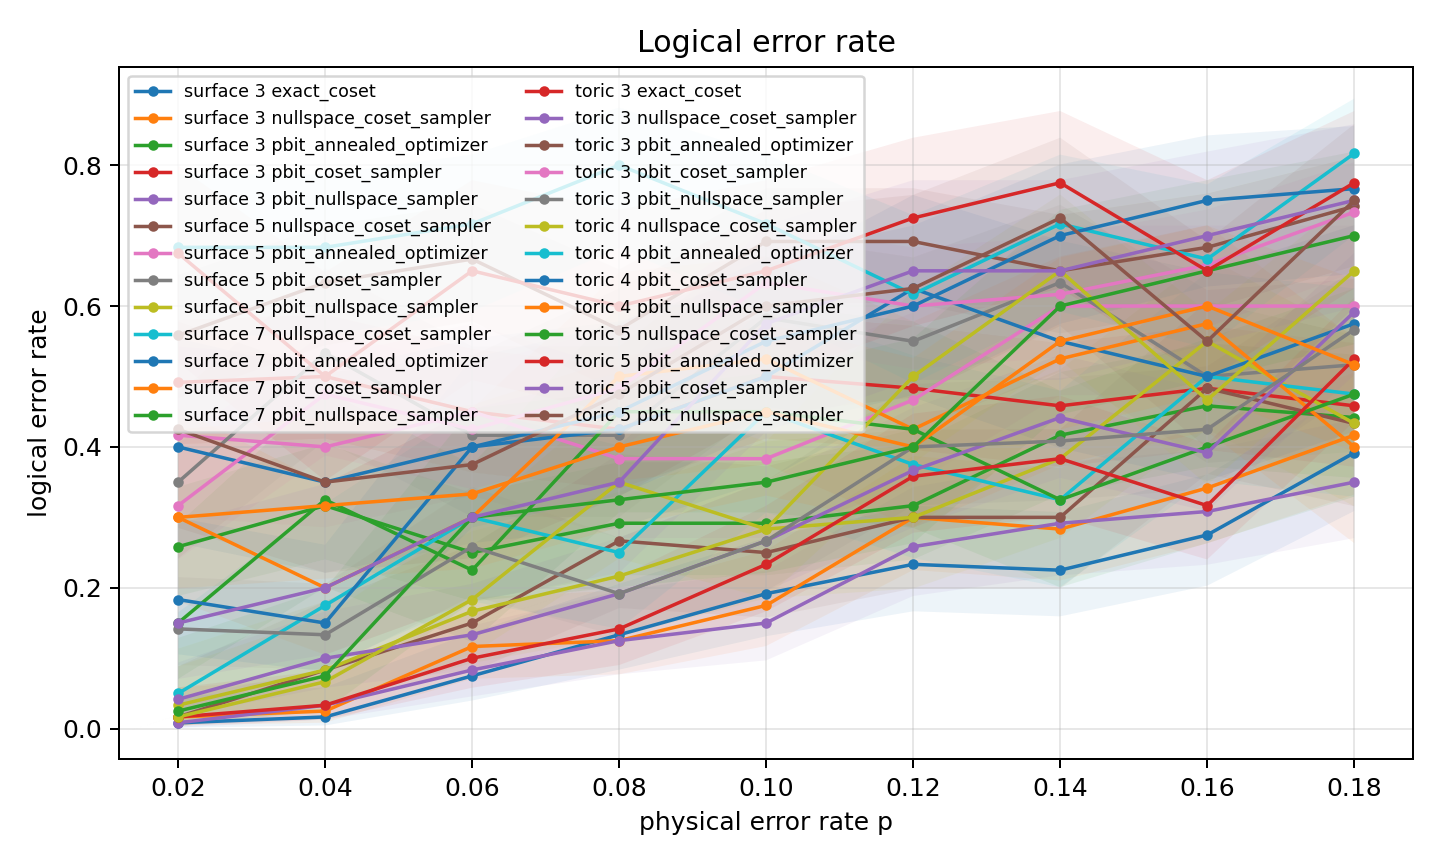 Logical error rate
surface 3 exact_coset
surface 3 nullspace_coset_sampler
surface 3 pbit_annealed_optimizer
surface 3 pbit_coset_sampler
surface 3 pbit_nullspace_sampler
surface 5 nullspace_coset_sampler
surface 5 pbit_annealed_optimizer
surface 5 pbit_coset_sampler
surface 5 pbit_nullspace_sampler
surface 7 nullspace_coset_sampler
surface 7 pbit_annealed_optimizer
surface 7 pbit_coset_sampler
surface 7 pbit_nullspace_sampler
toric 3 exact_coset
toric 3 nullspace_coset_sampler
toric 3 pbit_annealed_optimizer
toric 3 pbit_coset_sampler
toric 3 pbit_nullspace_sampler
toric 4 nullspace_coset_sampler
toric 4 pbit_annealed_optimizer
toric 4 pbit_coset_sampler
toric 4 pbit_nullspace_sampler
toric 5 nullspace_coset_sampler
toric 5 pbit_annealed_optimizer
toric 5 pbit_coset_sampler
toric 5 pbit_nullspace_sampler
logical error rate
0.8
0.6
0.4
0.2
0.0
0.02 0.04 0.06 0.08 0.10 0.12 0.14 0.16 0.18
physical error rate p